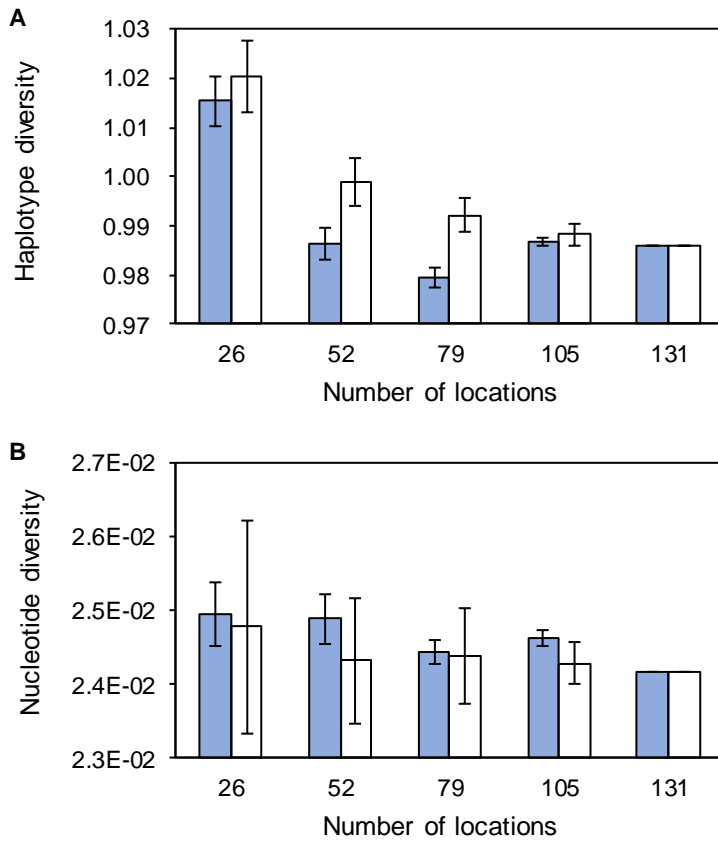 A
Haplotype diversity
1.03
1.02
1.01
1.00
0.99
0.98
0.97
26 52 79 105 131
Number of locations
B
Nucleotide diversity
2.7E-02
2.6E-02
2.5E-02
2.4E-02
2.3E-02
26 52 79 105 131
Number of locations